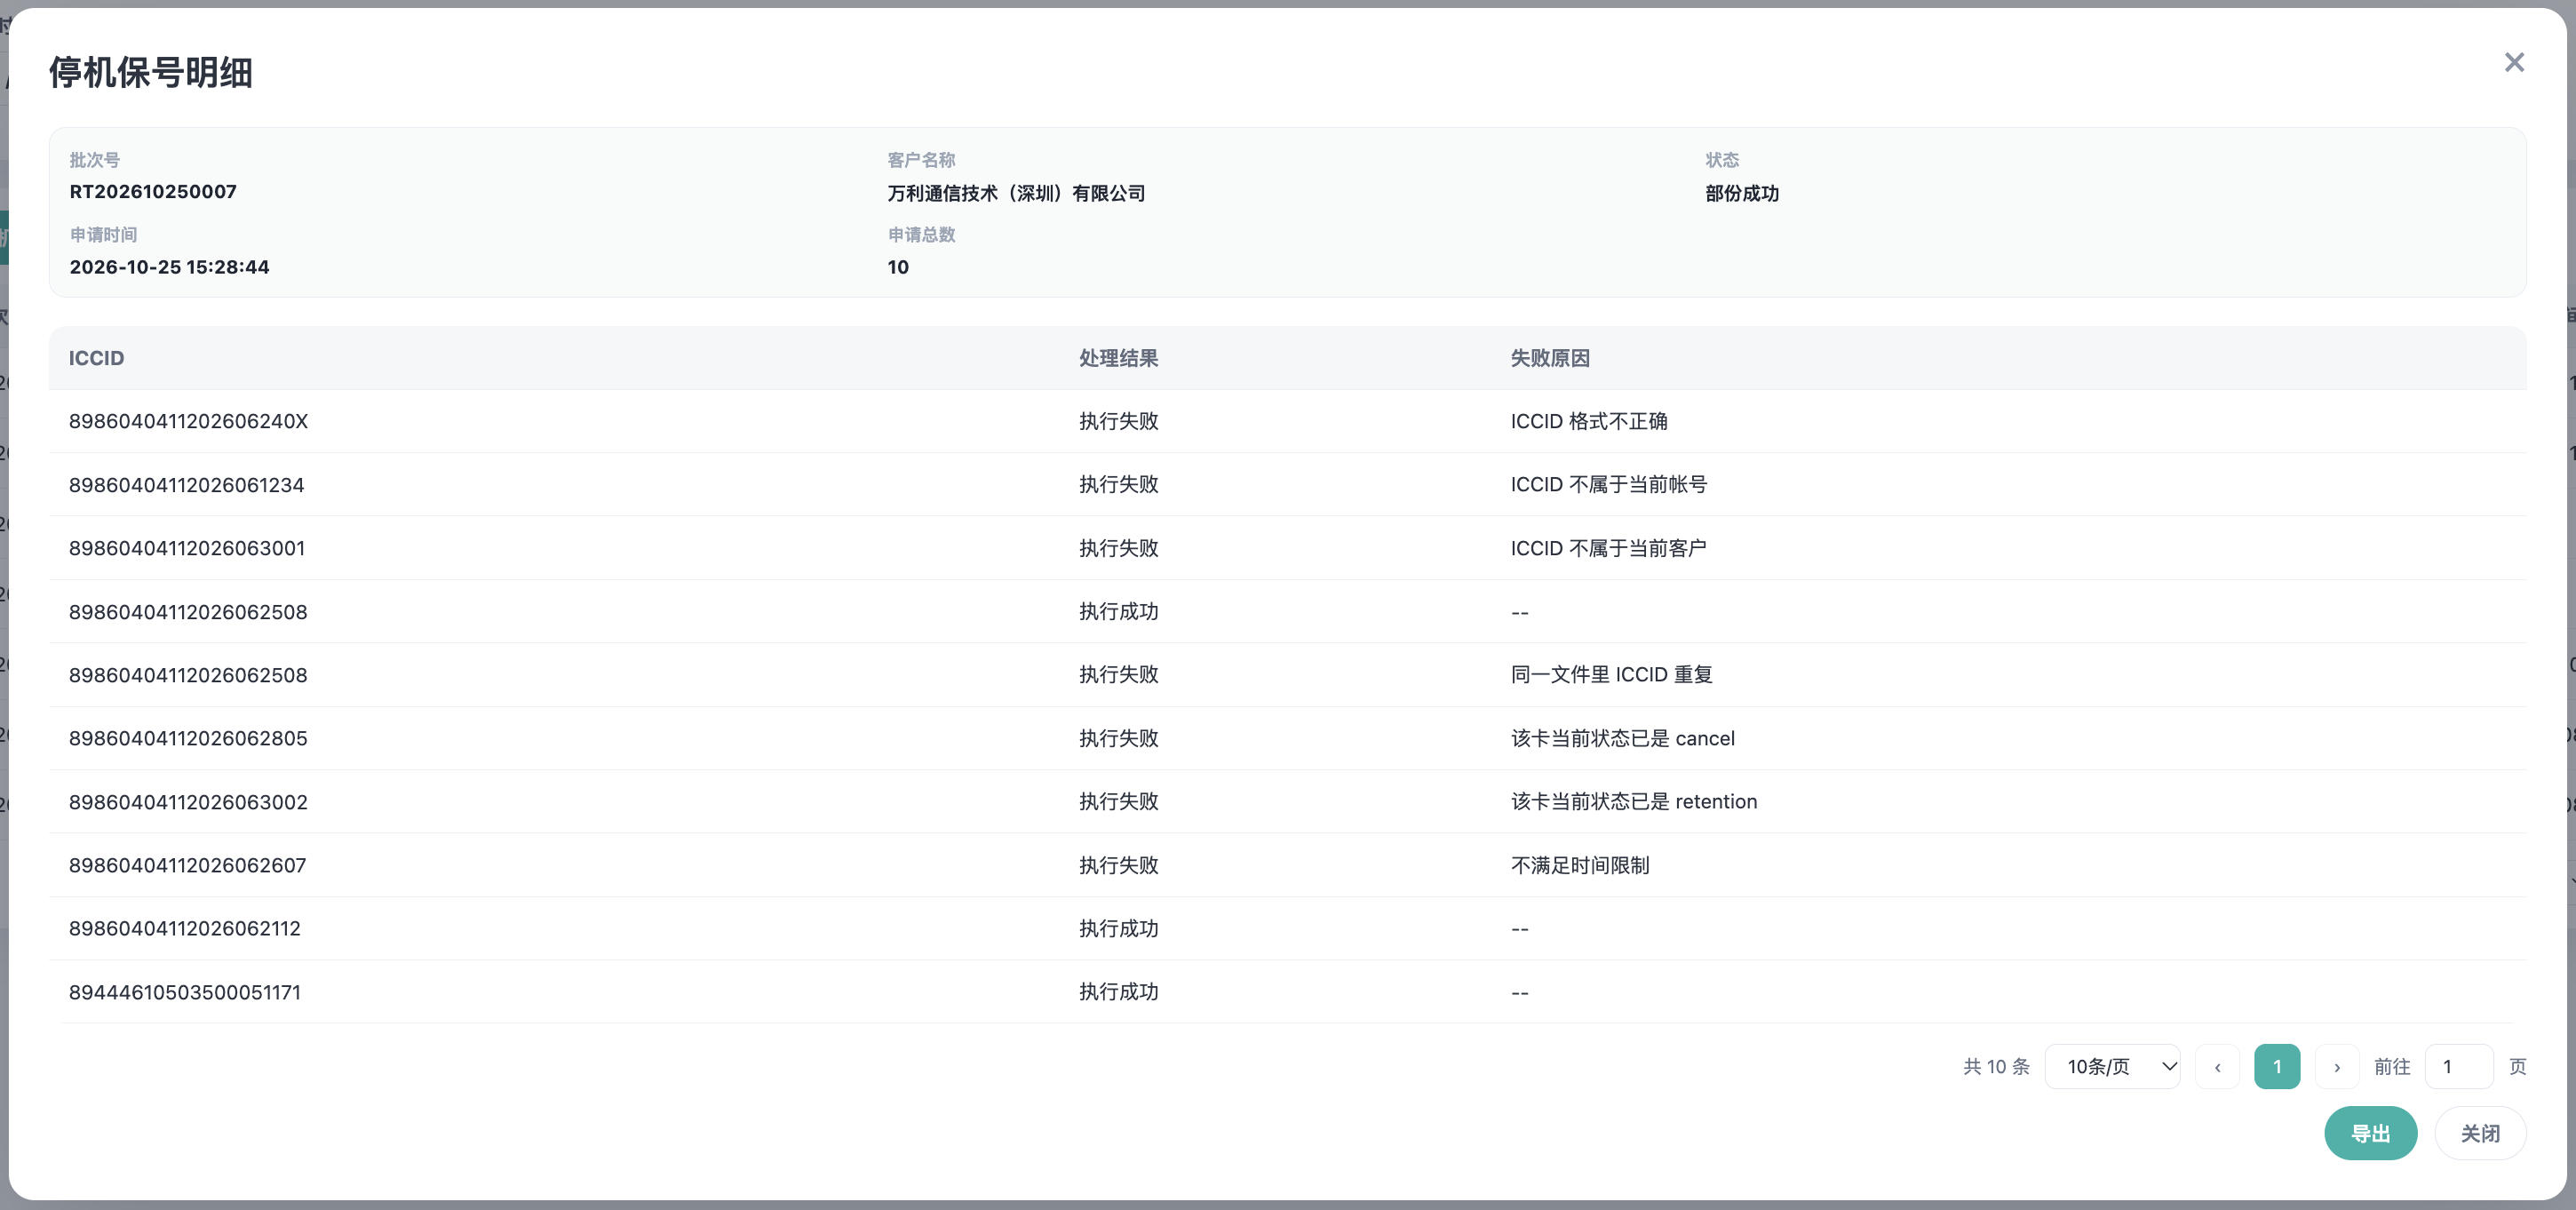 停机保号明细
批次号 客户名称 状态
RT202610250007 万利通信技术（深圳）有限公司 部份成功
申请时间 申请总数
2026-10-25 15:28:44 10
ICCID 处理结果 失败原因
8986040411202606240X 执行失败 ICCID 格式不正确
89860404112026061234 执行失败 ICCID 不属于当前帐号
89860404112026063001 执行失败 ICCID 不属于当前客户
89860404112026062508 执行成功 --
89860404112026062508 执行失败 同一文件里 ICCID 重复
89860404112026062805 执行失败 该卡当前状态已是 cancel
89860404112026063002 执行失败 该卡当前状态已是 retention
89860404112026062607 执行失败 不满足时间限制
89860404112026062112 执行成功 --
89444610503500051171 执行成功 --
共 10 条 10条/页 ‹ 1 › 前往 1 页
导出 关闭